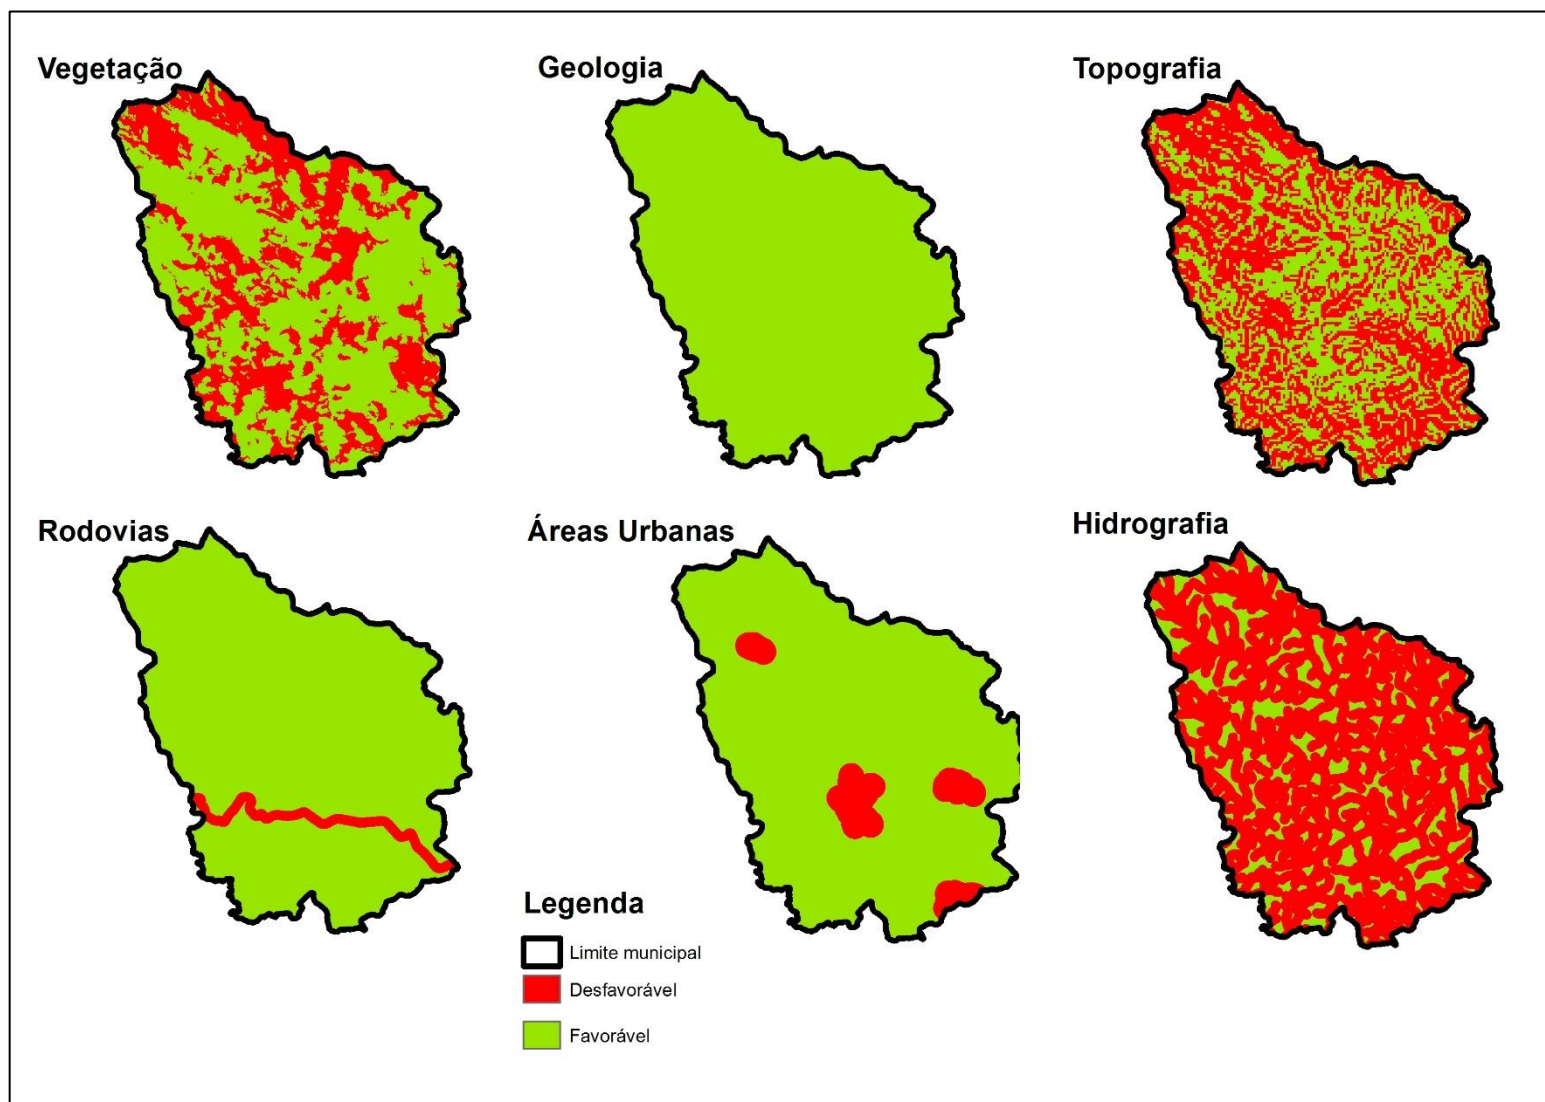 Vegetação
Geologia
Topografia
Rodovias
Áreas Urbanas
Hidrografia
Legenda
Limite municipal
Desfavorável
Favorável